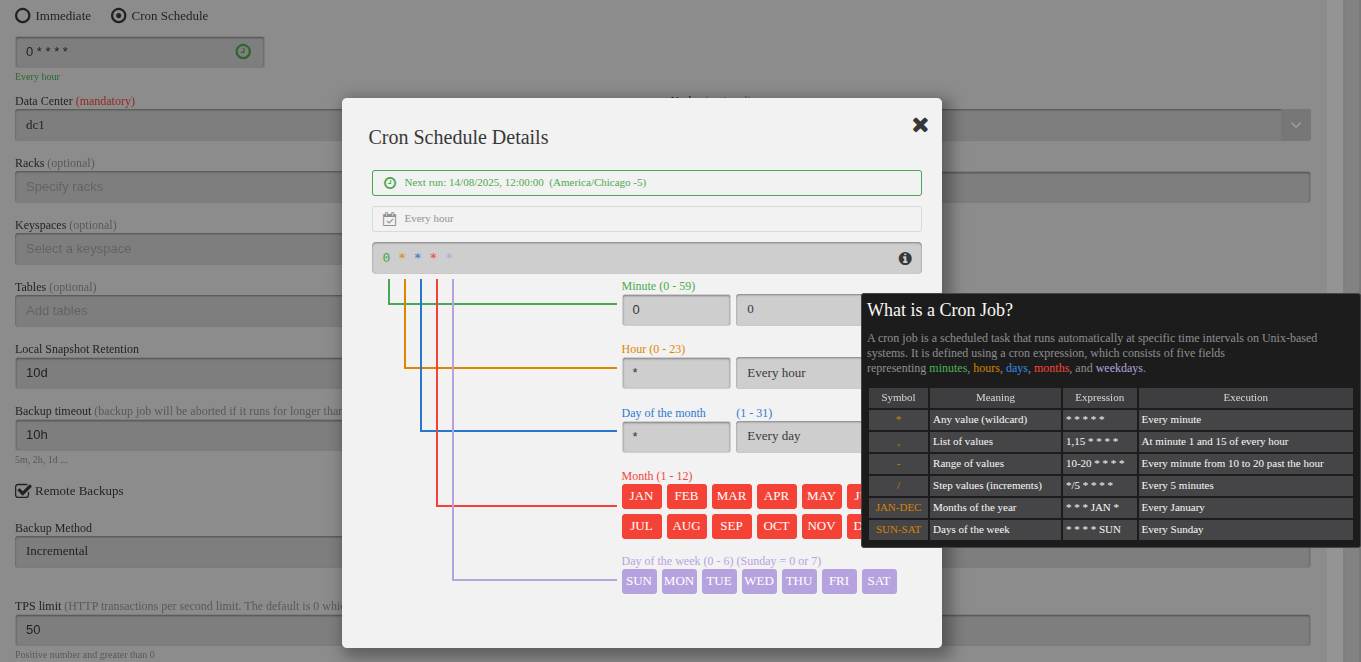 Immediate
Cron Schedule
0 * * * *
Every hour
Data Center (mandatory)
dc1
Racks (optional)
Specify racks
Keyspaces (optional)
Select a keyspace
Tables (optional)
Add tables
Local Snapshot Retention
10d
Backup timeout (backup job will be aborted if it runs for longer than
10h
5m, 2h, 1d ...
Remote Backups
Backup Method
Incremental
TPS limit (HTTP transactions per second limit. The default is 0
50
Positive number and greater than 0
Cron Schedule Details
Next run: 14/08/2025, 12:00:00 (America/Chicago -5)
Every hour
0 * * * *
Minute (0 - 59)
0
0
Hour (0 - 23)
*
Every hour
Day of the month (1 - 31)
*
Every day
Month (1 - 12)
JAN FEB MAR APR MAY
JUL AUG SEP OCT NOV
Day of the week (0 - 6) (Sunday = 0 or 7)
SUN MON TUE WED THU FRI SAT
What is a Cron Job?
A cron job is a scheduled task that runs automatically at specific time intervals on Unix-based
systems. It is defined using a cron expression, which consists of five fields
representing minutes, hours, days, months, and weekdays.
Symbol Meaning Expression Execution
* Any value (wildcard) * * * * * Every minute
, List of values 1,15 * * * * At minute 1 and 15 of every hour
- Range of values 10-20 * * * * Every minute from 10 to 20 past the hour
/ Step values (increments) */5 * * * * Every 5 minutes
JAN-DEC Months of the year * * * JAN * Every January
SUN-SAT Days of the week * * * * SUN Every Sunday